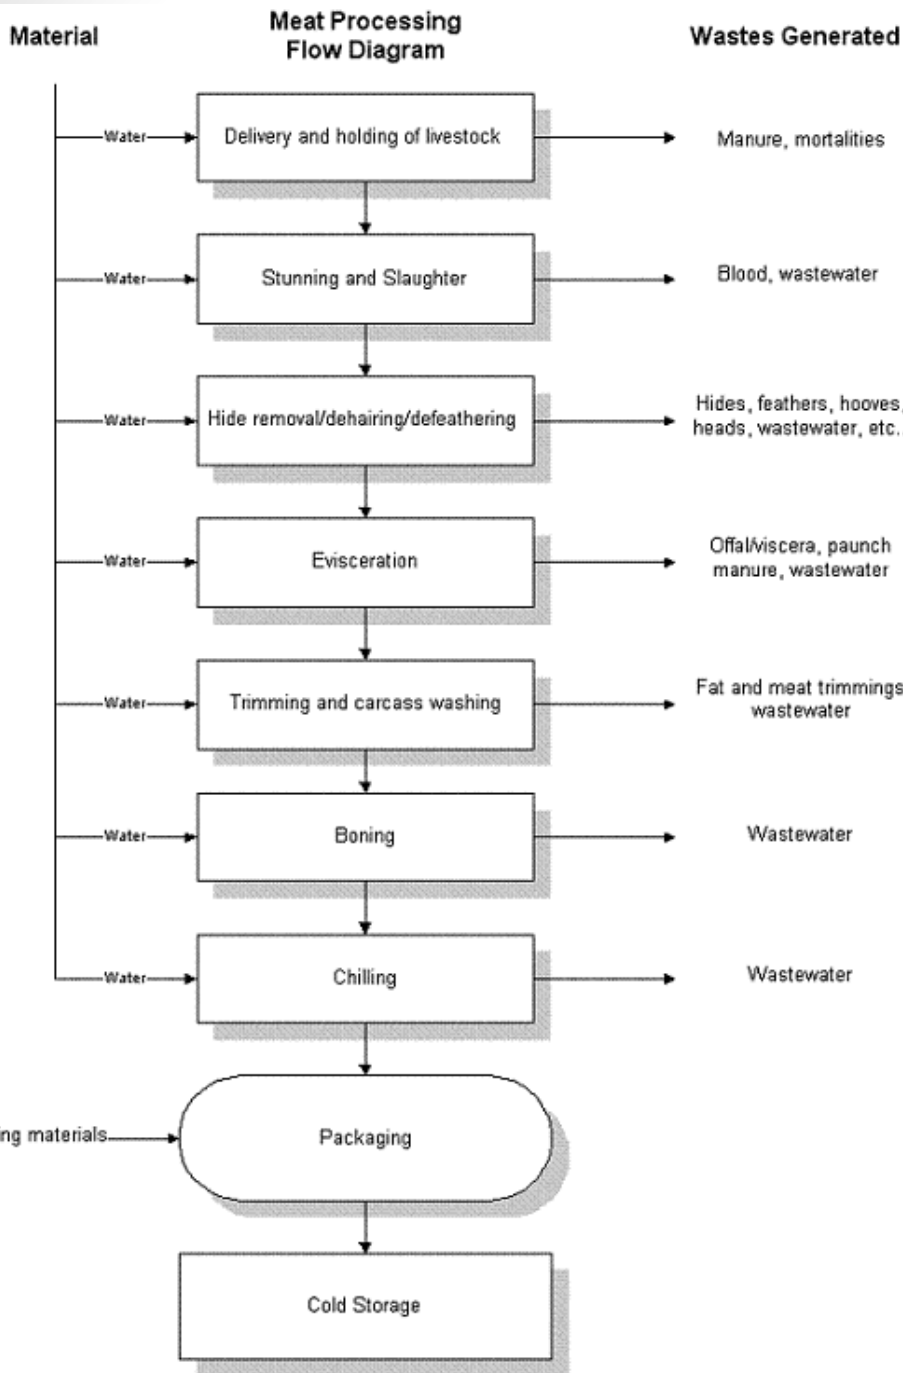 Material
Meat Processing
Flow Diagram
Wastes Generated
Water
Delivery and holding of livestock
Manure, mortalities
Water
Stunning and Slaughter
Blood, wastewater
Water
Hide removal/dehairing/defeathering
Hides, feathers, hooves,
heads, wastewater, etc.
Water
Evisceration
Offal/viscera, paunch
manure, wastewater
Water
Trimming and carcass washing
Fat and meat trimmings
wastewater
Water
Boning
Wastewater
Water
Chilling
Wastewater
ing materials
Packaging
Cold Storage